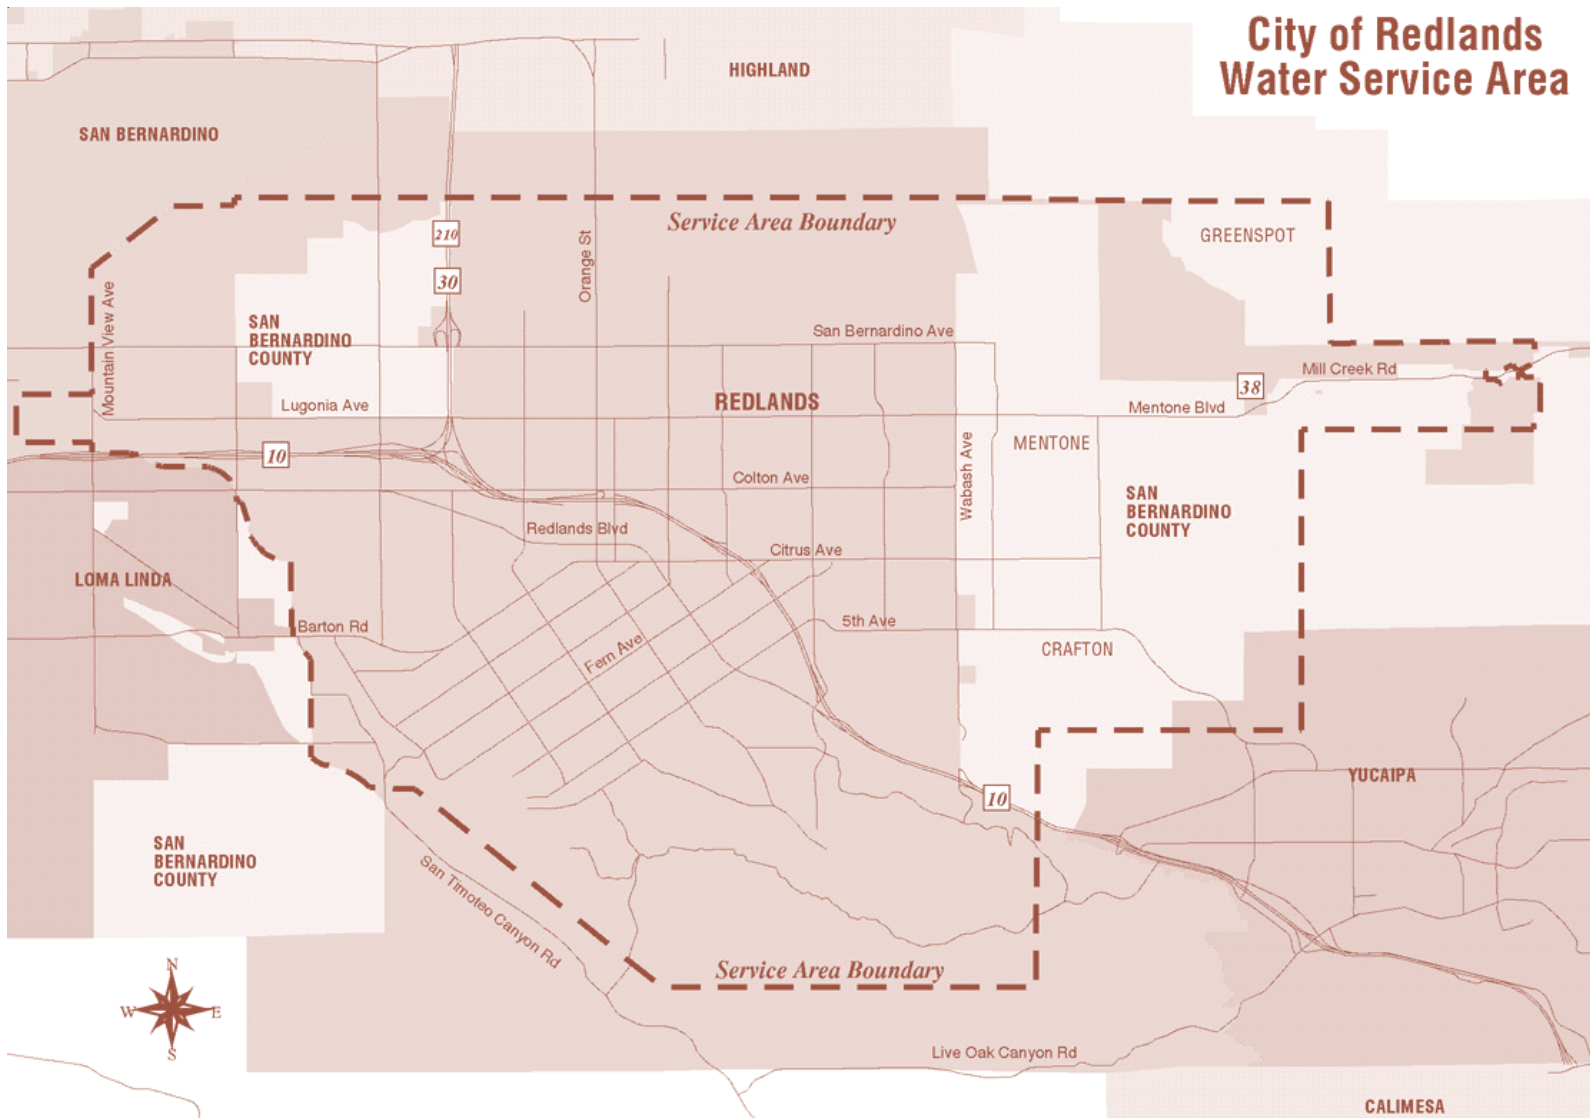 City of Redlands
Water Service Area
HIGHLAND
SAN BERNARDINO
Service Area Boundary
210
GREENSPOT
Orange St
30
Mountain View Ave
SAN
BERNARDINO
COUNTY
San Bernardino Ave
Mill Creek Rd
38
Lugonia Ave
REDLANDS
Mentone Blvd
MENTONE
10
Wabash Ave
Colton Ave
SAN
BERNARDINO
COUNTY
Redlands Blvd
Citrus Ave
LOMA LINDA
Barton Rd
5th Ave
Fern Ave
CRAFTON
YUCAIPA
10
SAN
BERNARDINO
COUNTY
San Timoteo Canyon Rd
Service Area Boundary
N
W
E
S
Live Oak Canyon Rd
CALIMESA